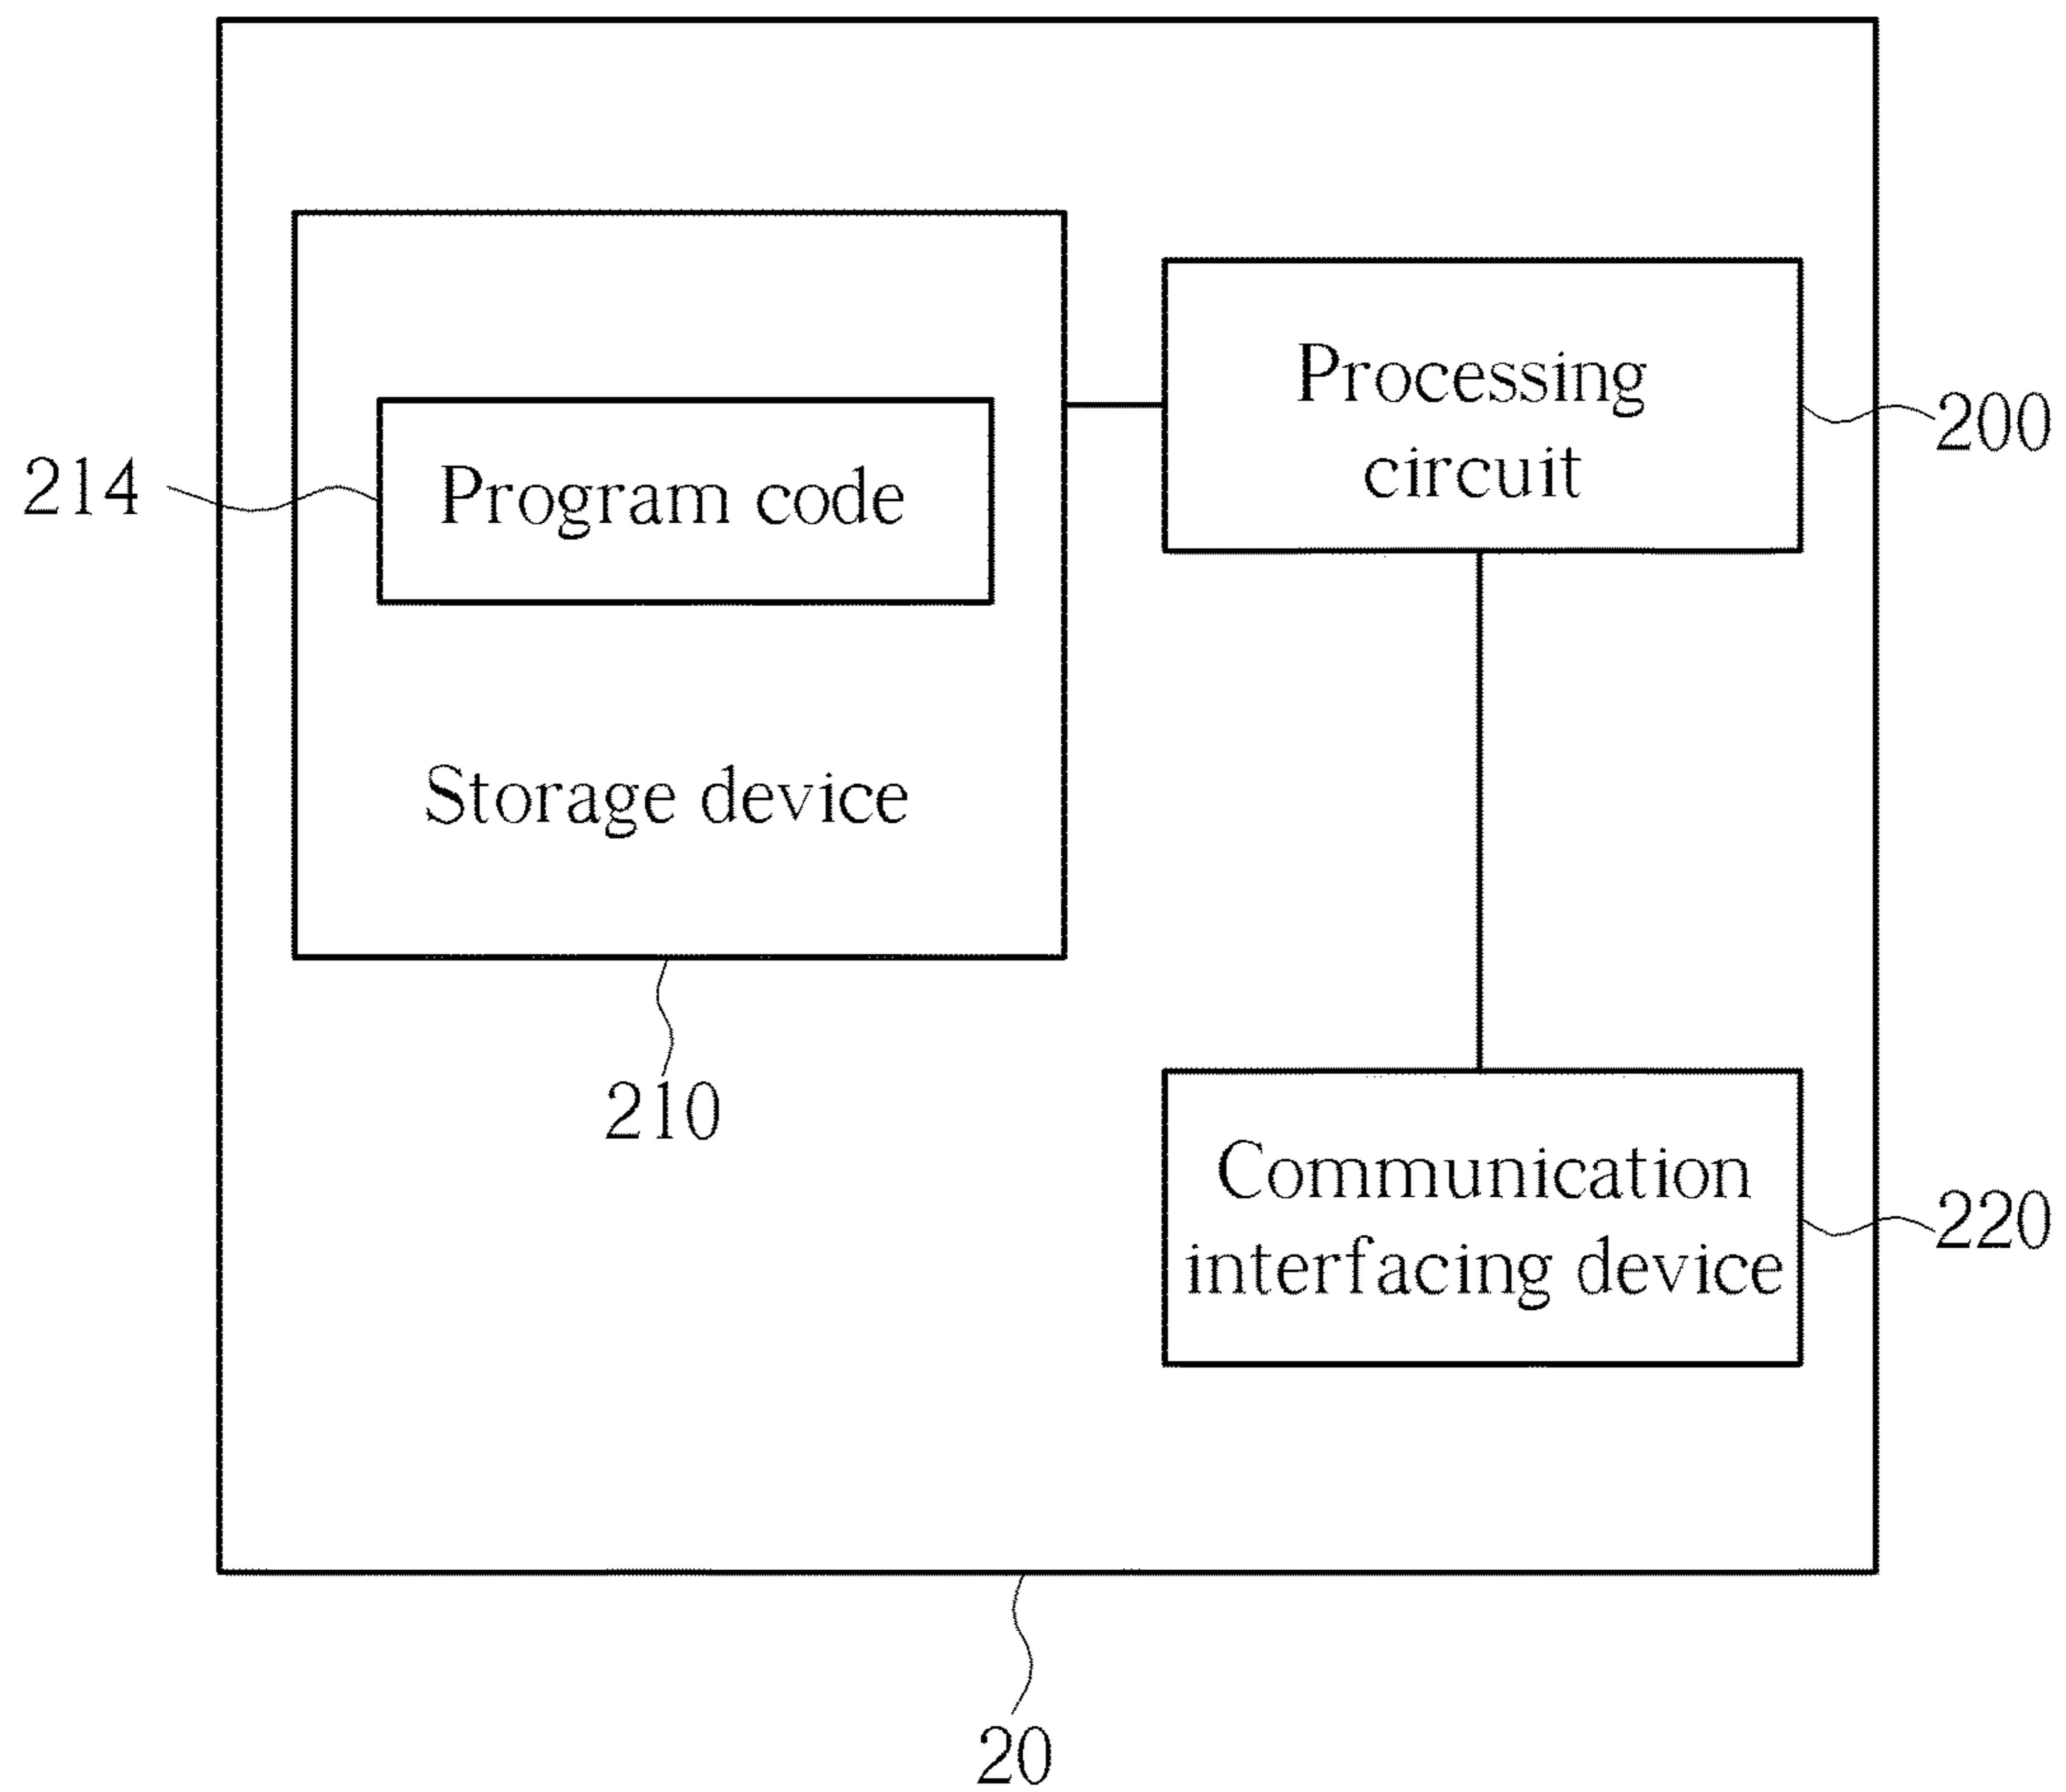 Processing
circuit
200
214
Program code
Storage device
210
Communication
interfacing device
220
20